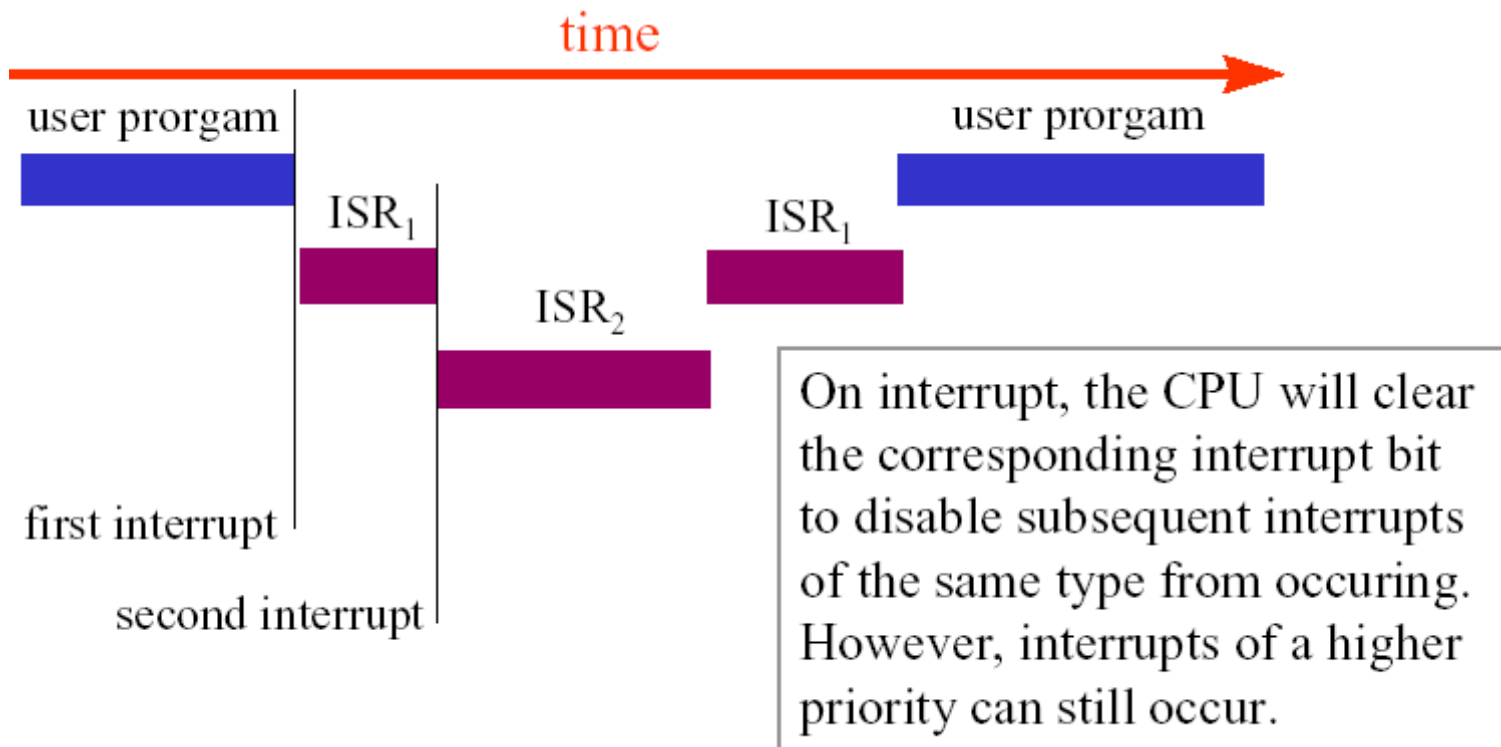 time
user prorgam
user prorgam
ISR₁
ISR₁
ISR₂
On interrupt, the CPU will clear
the corresponding interrupt bit
to disable subsequent interrupts
of the same type from occuring.
However, interrupts of a higher
priority can still occur.
first interrupt
second interrupt